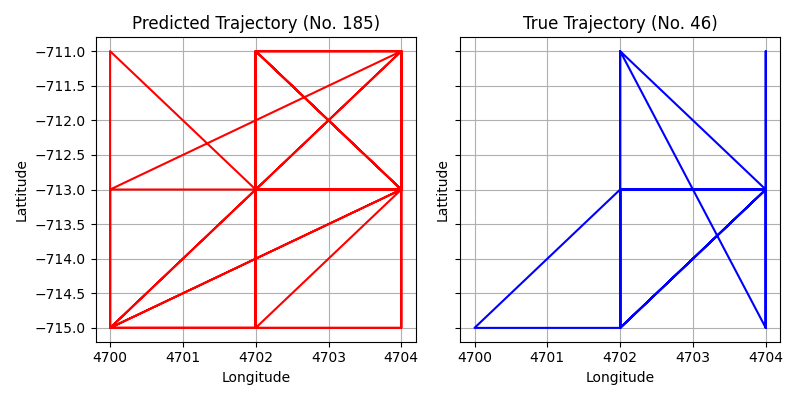 Predicted Trajectory (No. 185)
True Trajectory (No. 46)
−711.0
−711.5
−712.0
−712.5
−713.0
−713.5
−714.0
−714.5
−715.0
Lattitude
Lattitude
4700 4701 4702 4703 4704
4700 4701 4702 4703 4704
Longitude
Longitude